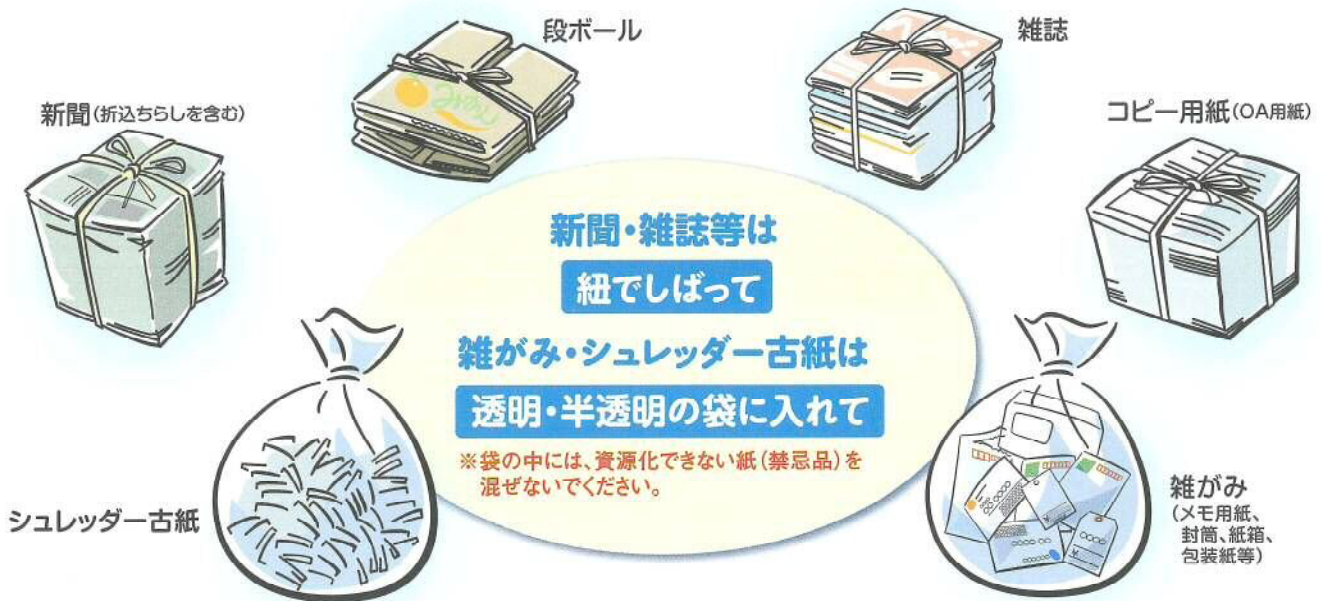 段ボール
雑誌
新聞(折込ちらしを含む)
コピー用紙(OA用紙)
新聞・雑誌等は
紐でしばって
雑がみ・シュレッダー古紙は
透明・半透明の袋に入れて
※袋の中には、資源化できない紙(禁忌品)を
混ぜないでください。
シュレッダー古紙
雑がみ
(メモ用紙、
封筒、紙箱、
包装紙等)